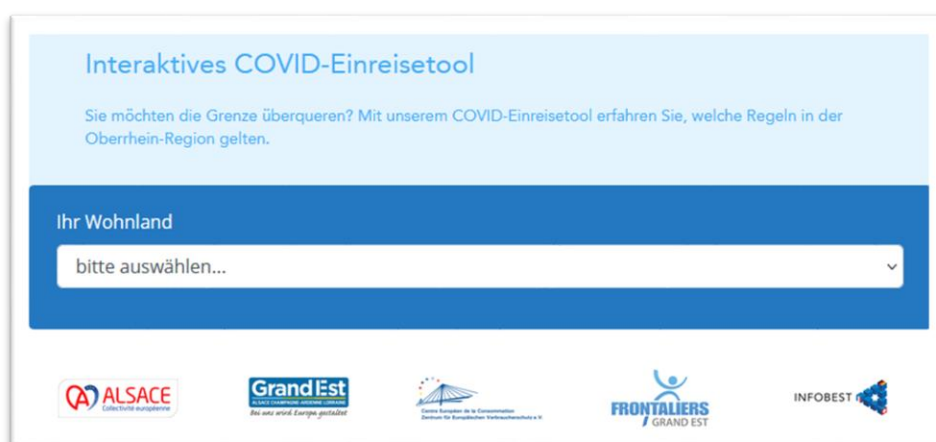 Interaktives COVID-Einreisetool
Sie möchten die Grenze überqueren? Mit unserem COVID-Einreisetool erfahren Sie, welche Regeln in der
Oberrhein-Region gelten.
Ihr Wohnland
bitte auswählen...
ALSACE
Collectivité européenne
Grand Est
ALSACE CHAMPAGNE-ARDENNE LORRAINE
Bei uns wird Europa gestaltet
Centre Européen de la Consommation
Zentrum für Europäischen Verbraucherschutz e.V.
FRONTALIERS
GRAND EST
INFOBEST